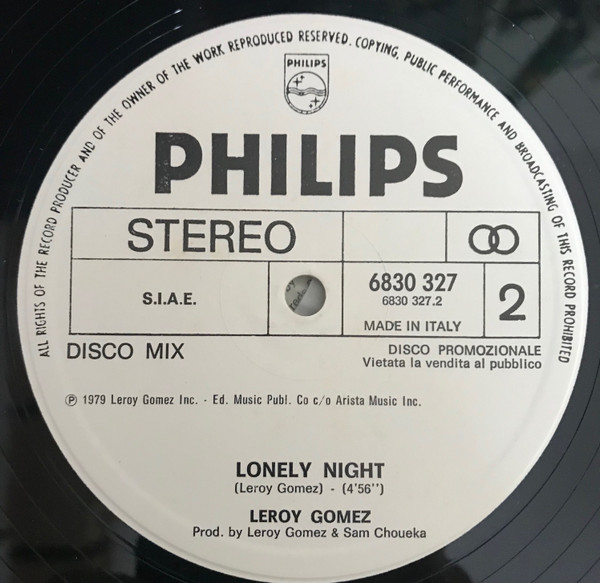 ALL RIGHTS OF THE RECORD PRODUCER AND OF THE OWNER OF THE WORK REPRODUCED RESERVED. COPYING, PUBLIC PERFORMANCE AND BROADCASTING OF THIS RECORD PROHIBITED
PHILIPS
PHILIPS
STEREO
S.I.A.E.
6830 327
6830 327.2
MADE IN ITALY
2
DISCO MIX
DISCO PROMOZIONALE
Vietata la vendita al pubblico
℗ 1979 Leroy Gomez Inc. - Ed. Music Publ. Co c/o Arista Music Inc.
LONELY NIGHT
(Leroy Gomez) - (4'56'')
LEROY GOMEZ
Prod. by Leroy Gomez & Sam Choueka